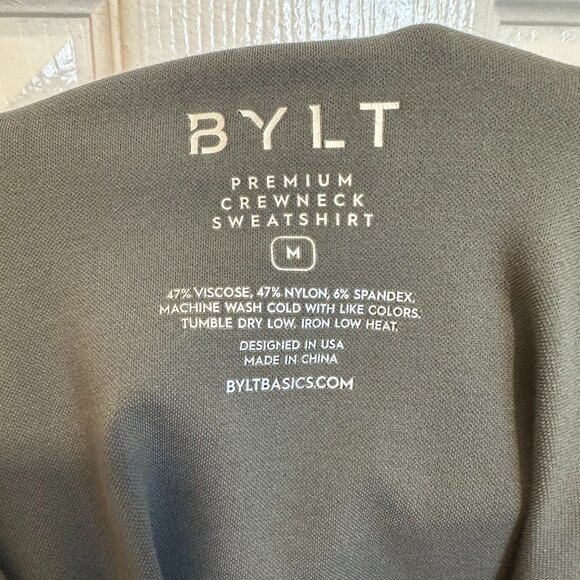 BYLT
PREMIUM
CREWNECK
SWEATSHIRT
M
47% VISCOSE, 47% NYLON, 6% SPANDEX.
MACHINE WASH COLD WITH LIKE COLORS.
TUMBLE DRY LOW. IRON LOW HEAT.
DESIGNED IN USA
MADE IN CHINA
BYLTBASICS.COM